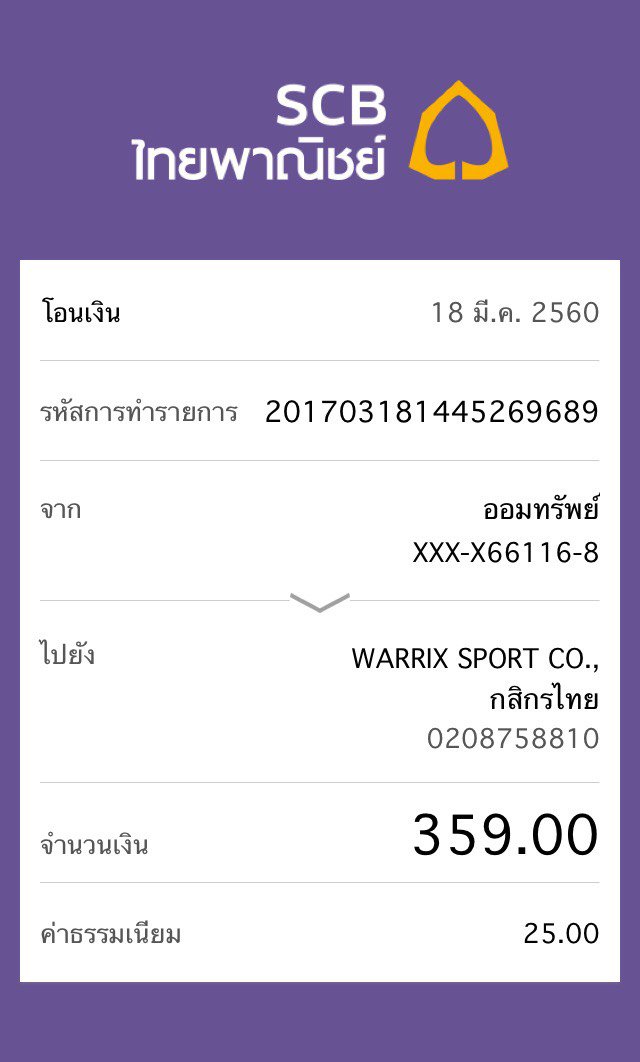 SCB
ไทยพาณิชย์
โอนเงิน 18 มี.ค. 2560
รหัสการทำรายการ 201703181445269689
จาก ออมทรัพย์
XXX-X66116-8
ไปยัง WARRIX SPORT CO.,
กสิกรไทย
0208758810
จำนวนเงิน 359.00
ค่าธรรมเนียม 25.00